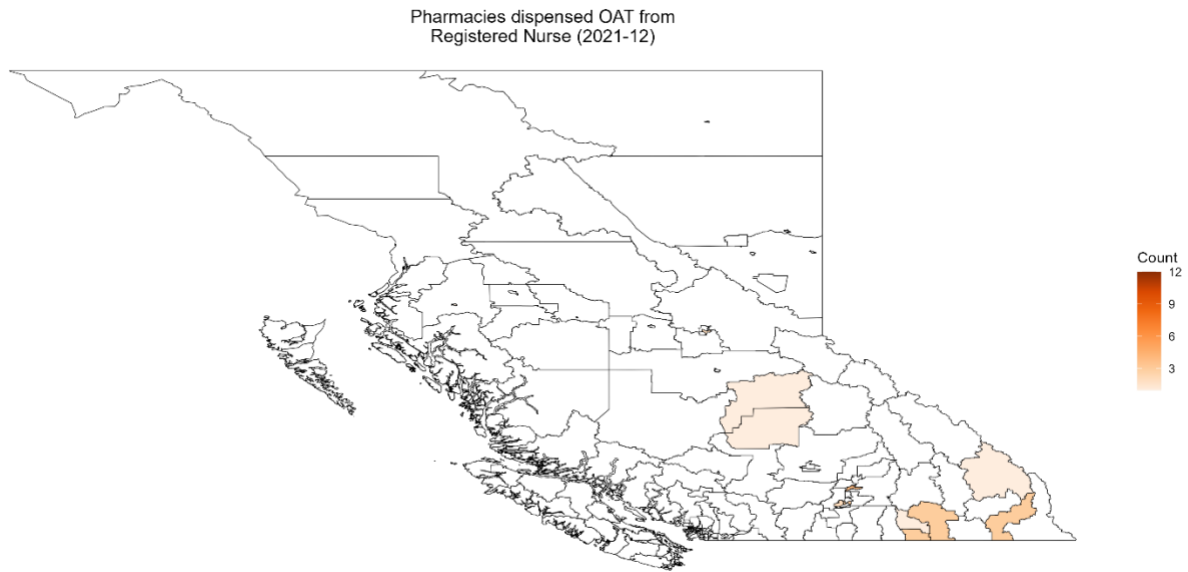 Pharmacies dispensed OAT from
Registered Nurse (2021-12)
Count
12
9
6
3